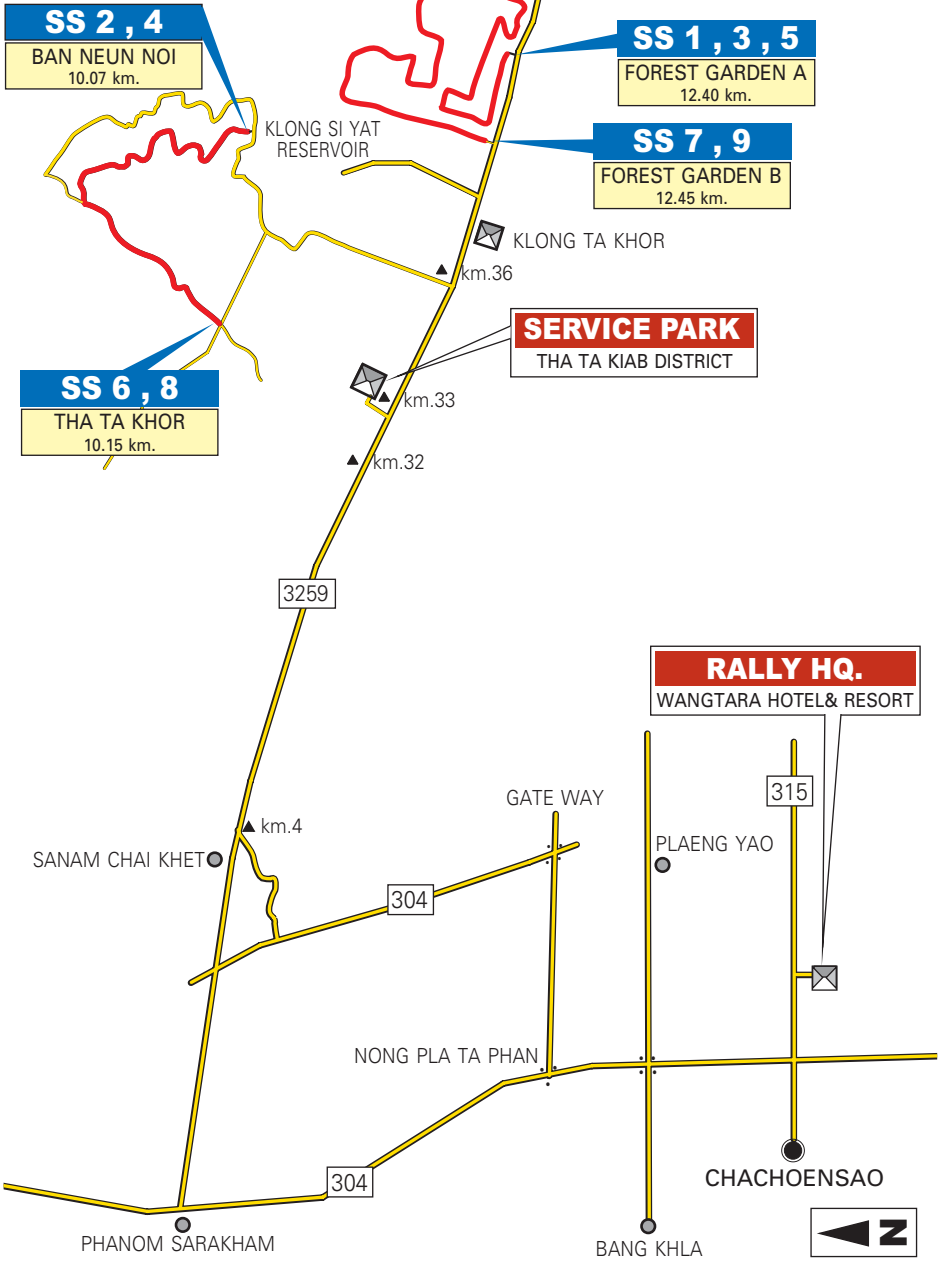 SS 2 , 4
BAN NEUN NOI
10.07 km.
SS 1 , 3 , 5
FOREST GARDEN A
12.40 km.
KLONG SI YAT
RESERVOIR
SS 7 , 9
FOREST GARDEN B
12.45 km.
KLONG TA KHOR
km.36
SERVICE PARK
THA TA KIAB DISTRICT
SS 6 , 8
THA TA KHOR
10.15 km.
km.33
km.32
3259
RALLY HQ.
WANGTARA HOTEL& RESORT
315
GATE WAY
km.4
PLAENG YAO
SANAM CHAI KHET
304
NONG PLA TA PHAN
304
CHACHOENSAO
PHANOM SARAKHAM
BANG KHLA
N